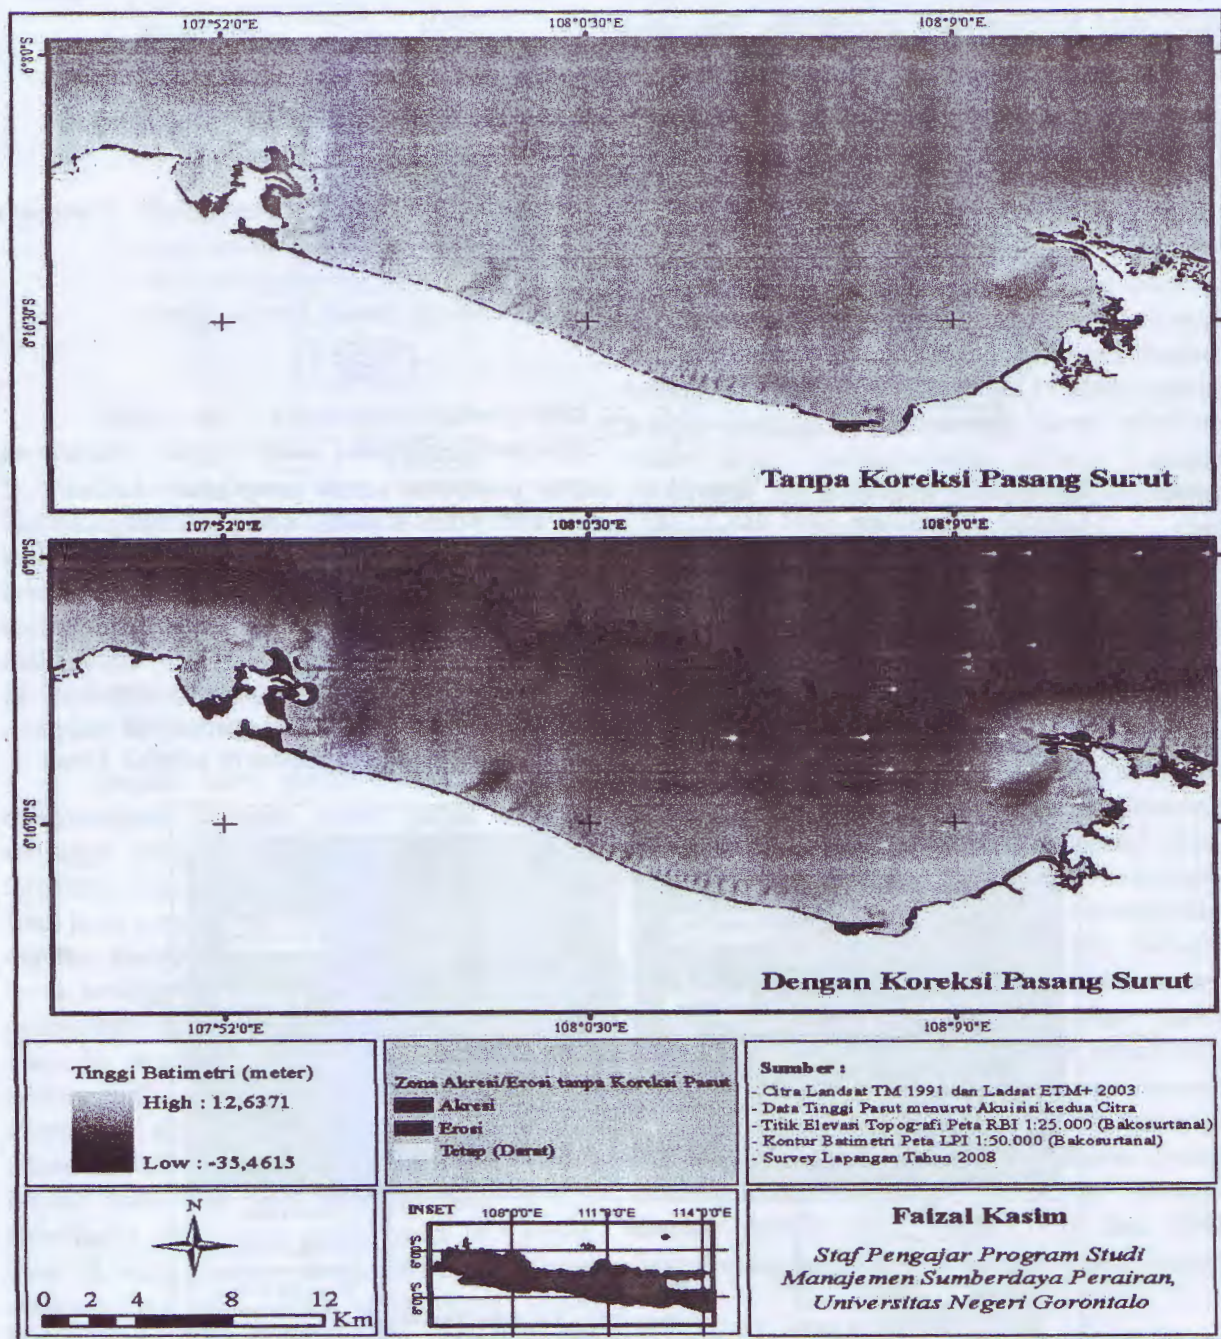 107°52'0"E 108°0'30"E 108°9'0"E
6°8'0"S
6°16'30"S
Tanpa Koreksi Pasang Surut
107°52'0"E 108°0'30"E 108°9'0"E
6°8'0"S
6°16'30"S
Dengan Koreksi Pasang Surut
107°52'0"E 108°0'30"E 108°9'0"E
Tinggi Batimetri (meter)
High : 12,6371
Low : -35,4615
Zona Akresi/Erosi tanpa Koreksi Pasut
Akresi
Erosi
Tetap (Darat)
Sumber :
- Citra Landsat TM 1991 dan Ladsat ETM+ 2003
- Data Tinggi Pasut menurut Akuisisi kedua Citra
- Titik Elevasi Topografi Peta RBI 1:25.000 (Bakosurtanal)
- Kontur Batimetri Peta LPI 1:50.000 (Bakosurtanal)
- Survey Lapangan Tahun 2008
N
0 2 4 8 12
Km
INSET
108°0'0"E 111°0'0"E 114°0'0"E
Faizal Kasim
Staf Pengajar Program Studi
Manajemen Sumberdaya Perairan,
Universitas Negeri Gorontalo